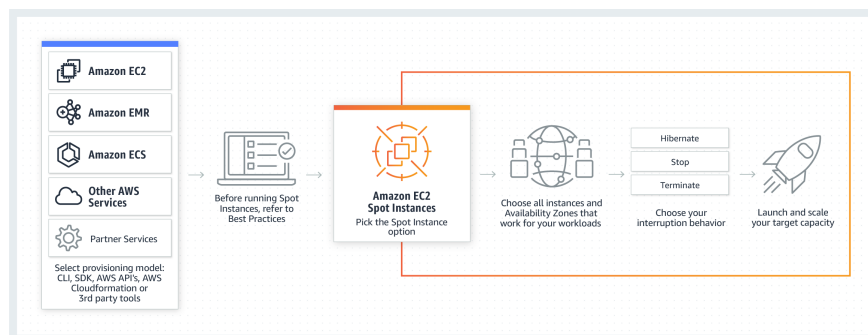 Amazon EC2
Amazon EMR
Amazon ECS
Other AWS
Services
Partner Services
Select provisioning model:
CLI, SDK, AWS API's, AWS
Cloudformation or
3rd party tools
Before running Spot
Instances, refer to
Best Practices
Amazon EC2
Spot Instances
Pick the Spot Instance
option
Choose all instances and
Availability Zones that
work for your workloads
Hibernate
Stop
Terminate
Choose your
interruption behavior
Launch and scale
your target capacity